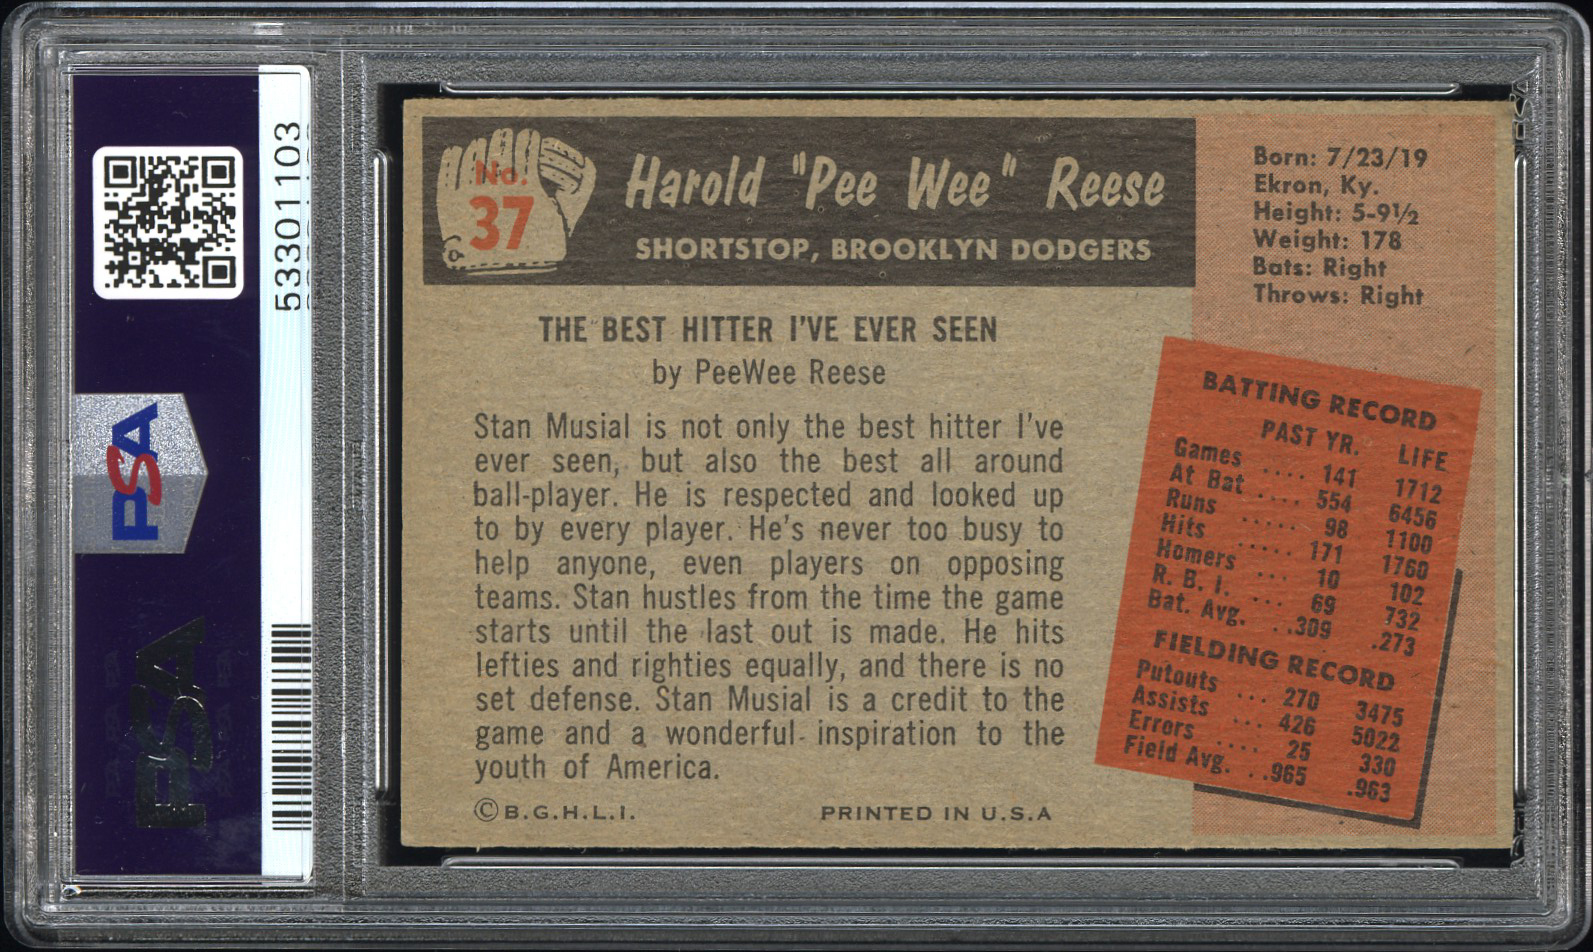 53301103
PSA
PSA
No.
37
Harold "Pee Wee" Reese
SHORTSTOP, BROOKLYN DODGERS
Born: 7/23/19
Ekron, Ky.
Height: 5-9½
Weight: 178
Bats: Right
Throws: Right
THE BEST HITTER I'VE EVER SEEN
by PeeWee Reese
Stan Musial is not only the best hitter I've
ever seen, but also the best all around
ball-player. He is respected and looked up
to by every player. He's never too busy to
help anyone, even players on opposing
teams. Stan hustles from the time the game
starts until the last out is made. He hits
lefties and righties equally, and there is no
set defense. Stan Musial is a credit to the
game and a wonderful inspiration to the
youth of America.
© B.G.H.L.I.
PRINTED IN U.S.A
BATTING RECORD
PAST YR. LIFE
Games .... 141 1712
At Bat .... 554 6456
Runs ..... 98 1100
Hits ..... 171 1760
Homers ... 10 102
R. B. I. ... 69 732
Bat. Avg. ..309 .273
FIELDING RECORD
Putouts ... 270 3475
Assists ... 426 5022
Errors .... 25 330
Field Avg. ..965 .963